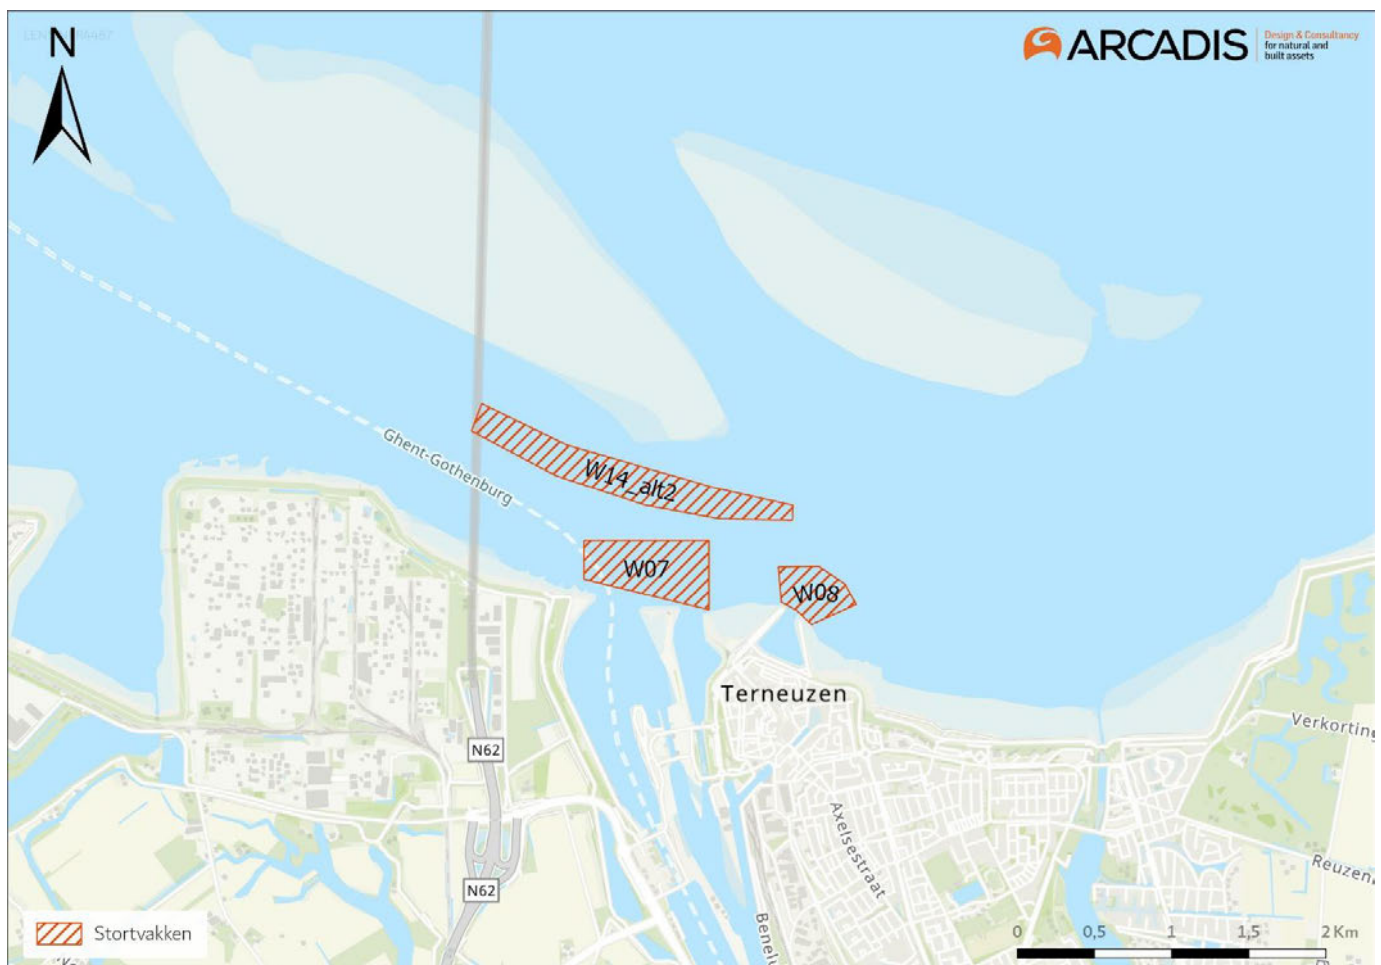 N
ARCADIS
Design & Consultancy
for natural and
built assets
Ghent-Gothenburg
W14_alt2
W07
W08
Terneuzen
N62
Verkorting
Axelsestraat
Reuzen
N62
Benelu
Stortvakken
0 0,5 1 1,5 2 Km